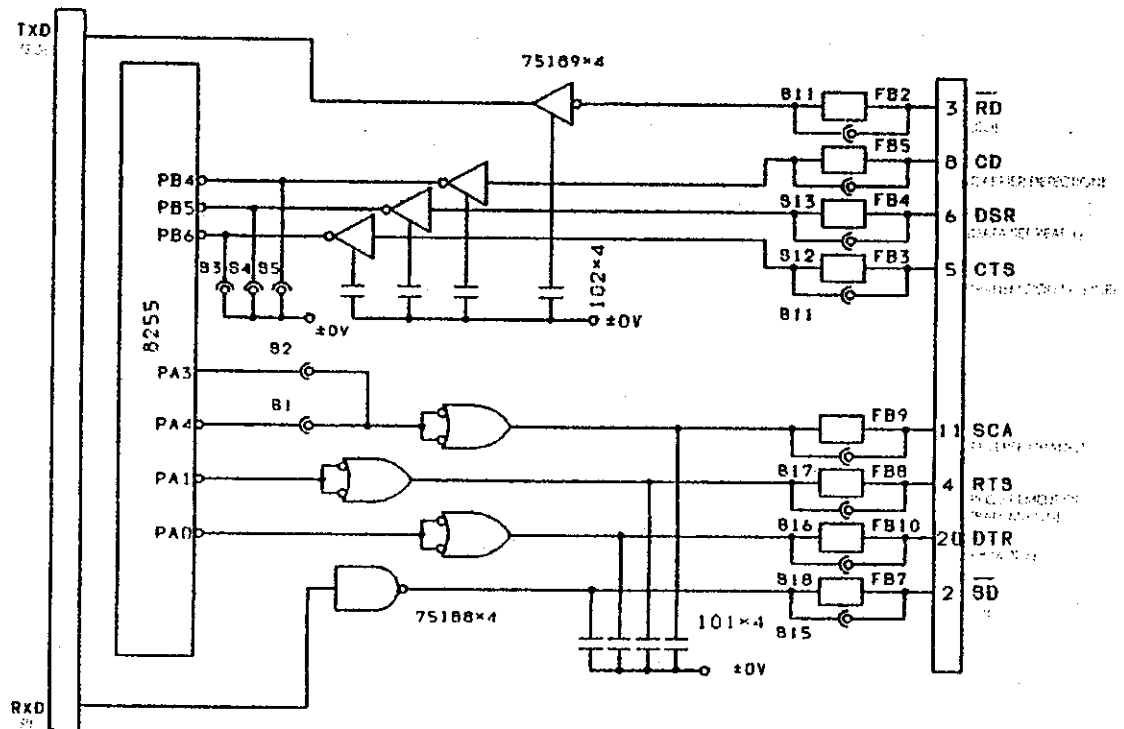 TXD
75189×4
B11 FB2
3 RD
FB5
8 CD
PB4
PB5
B13 FB4
6 DSR
PB6
B12 FB3
5 CTS
B3 B4 B5
102×4
B11
±0V
±0V
8255
B2
PA3
B1
PA4
FB9
11 SCA
PA1
B17 FB8
4 RTS
PA0
B16 FB10
20 DTR
B18 FB7
2 SD
75188×4
101×4
B15
±0V
RXD